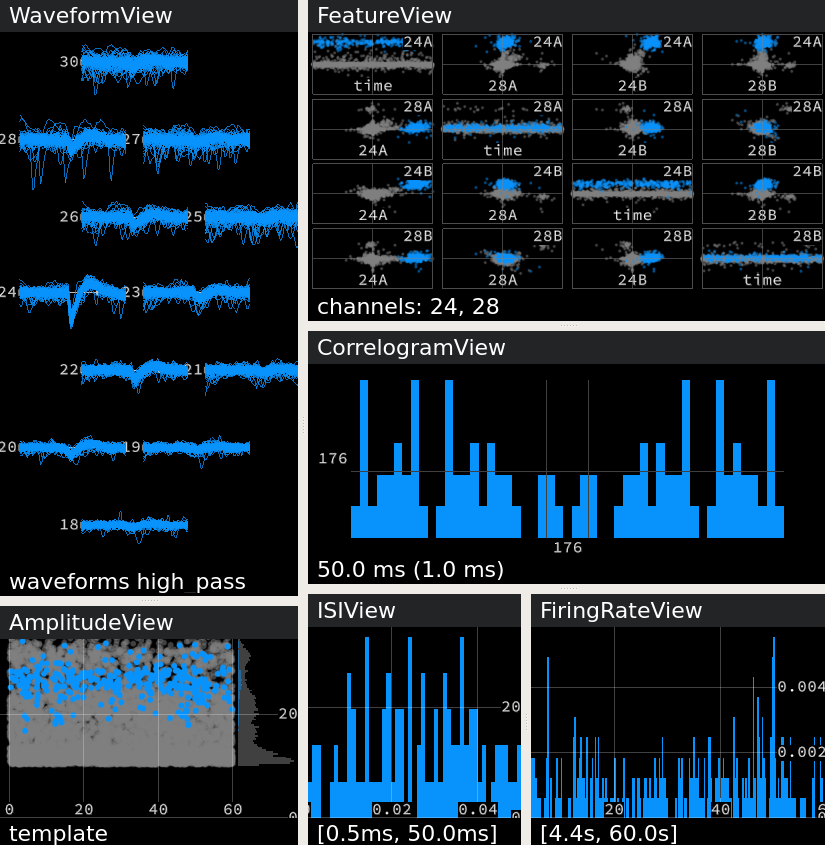 WaveformView
30
28 27
26 25
24 23
22 21
20 19
18
waveforms high_pass
AmplitudeView
20
0 20 40 60 0
template
FeatureView
24A 24A 24A 24A
time 28A 24B 28B
28A 28A 28A 28A
24A time 24B 28B
24B 24B 24B 24B
24A 28A time 28B
28B 28B 28B 28B
24A 28A 24B time
channels: 24, 28
CorrelogramView
176
176
50.0 ms (1.0 ms)
ISIView
20
0.02 0.04
[0.5ms, 50.0ms]
FiringRateView
0.004
0.002
20 40
[4.4s, 60.0s]